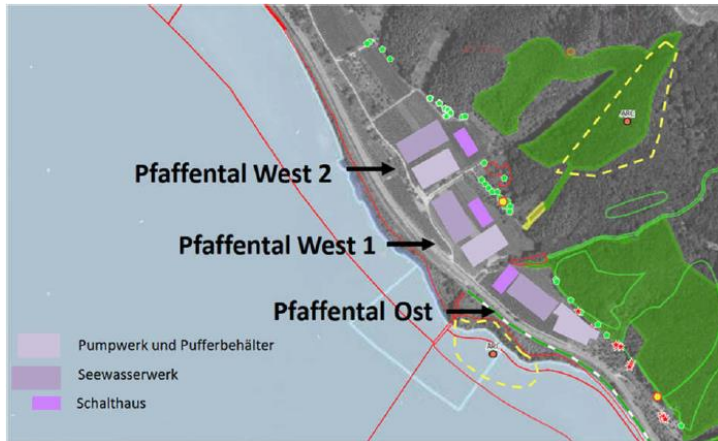 Pfaffental West 2
Pfaffental West 1
Pfaffental Ost
Pumpwerk und Pufferbehälter
Seewasserwerk
Schalthaus